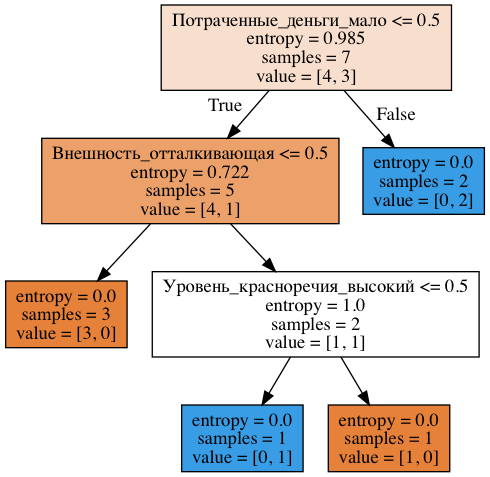 Потраченные_деньги_мало <= 0.5
entropy = 0.985
samples = 7
value = [4, 3]
True
False
Внешность_отталкивающая <= 0.5
entropy = 0.722
samples = 5
value = [4, 1]
entropy = 0.0
samples = 2
value = [0, 2]
entropy = 0.0
samples = 3
value = [3, 0]
Уровень_красноречия_высокий <= 0.5
entropy = 1.0
samples = 2
value = [1, 1]
entropy = 0.0
samples = 1
value = [0, 1]
entropy = 0.0
samples = 1
value = [1, 0]